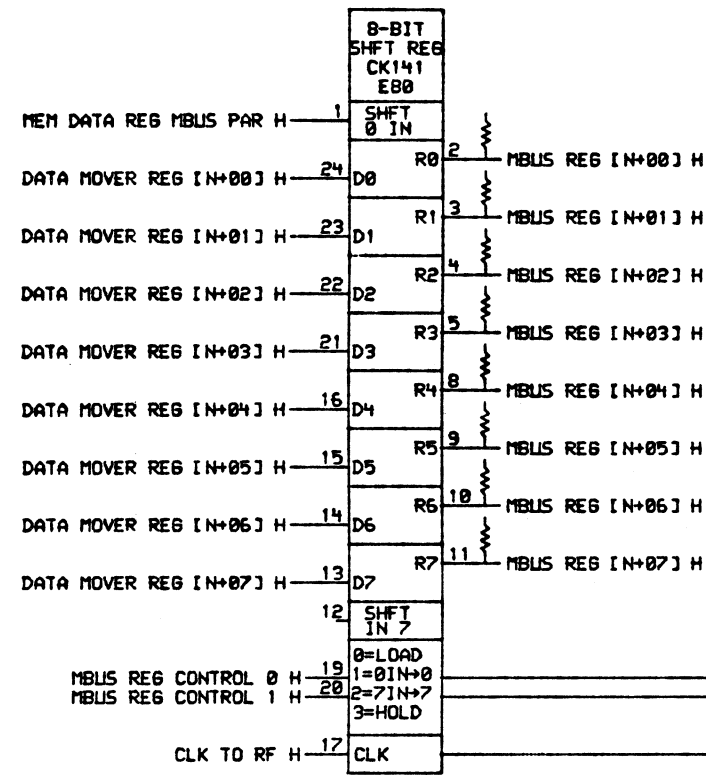 8-BIT
SHFT REG
CK141
E80
MEM DATA REG MBUS PAR H 1 SHFT
0 IN
R0 2 MBUS REG [N+00] H
DATA MOVER REG [N+00] H 24 D0
R1 3 MBUS REG [N+01] H
DATA MOVER REG [N+01] H 23 D1
R2 4 MBUS REG [N+02] H
DATA MOVER REG [N+02] H 22 D2
R3 5 MBUS REG [N+03] H
DATA MOVER REG [N+03] H 21 D3
R4 8 MBUS REG [N+04] H
DATA MOVER REG [N+04] H 16 D4
R5 9 MBUS REG [N+05] H
DATA MOVER REG [N+05] H 15 D5
R6 10 MBUS REG [N+06] H
DATA MOVER REG [N+06] H 14 D6
R7 11 MBUS REG [N+07] H
DATA MOVER REG [N+07] H 13 D7
12 SHFT
IN 7
0=LOAD
MBUS REG CONTROL 0 H 19 1=0IN→0
MBUS REG CONTROL 1 H 20 2=7IN→7
3=HOLD
CLK TO RF H 17 CLK